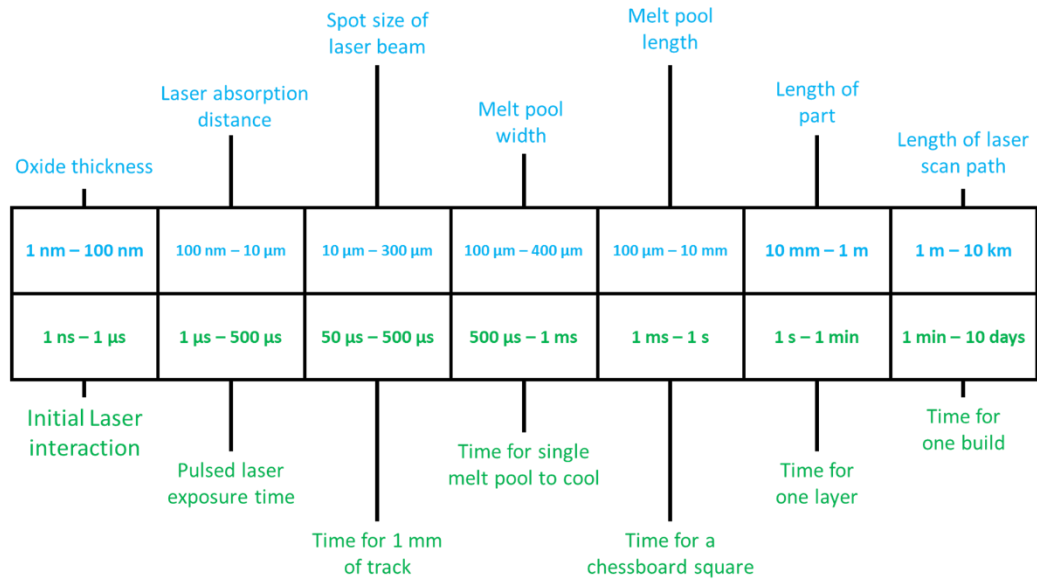 Spot size of
laser beam
Melt pool
length
Laser absorption
distance
Melt pool
width
Length of
part
Oxide thickness
Length of laser
scan path
1 nm – 100 nm
100 nm – 10 µm
10 µm – 300 µm
100 µm – 400 µm
100 µm – 10 mm
10 mm – 1 m
1 m – 10 km
1 ns – 1 µs
1 µs – 500 µs
50 µs – 500 µs
500 µs – 1 ms
1 ms – 1 s
1 s – 1 min
1 min – 10 days
Initial Laser
interaction
Time for
one build
Pulsed laser
exposure time
Time for single
melt pool to cool
Time for
one layer
Time for 1 mm
of track
Time for a
chessboard square